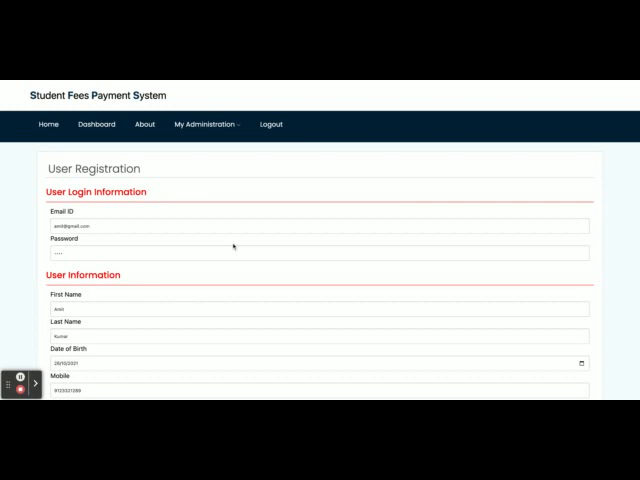 Student Fees Payment System
Home Dashboard About My Administration Logout
User Registration
User Login Information
Email ID
amit@gmail.com
Password
....
User Information
First Name
Amit
Last Name
Kumar
Date of Birth
28/10/2021
Mobile
9123321289